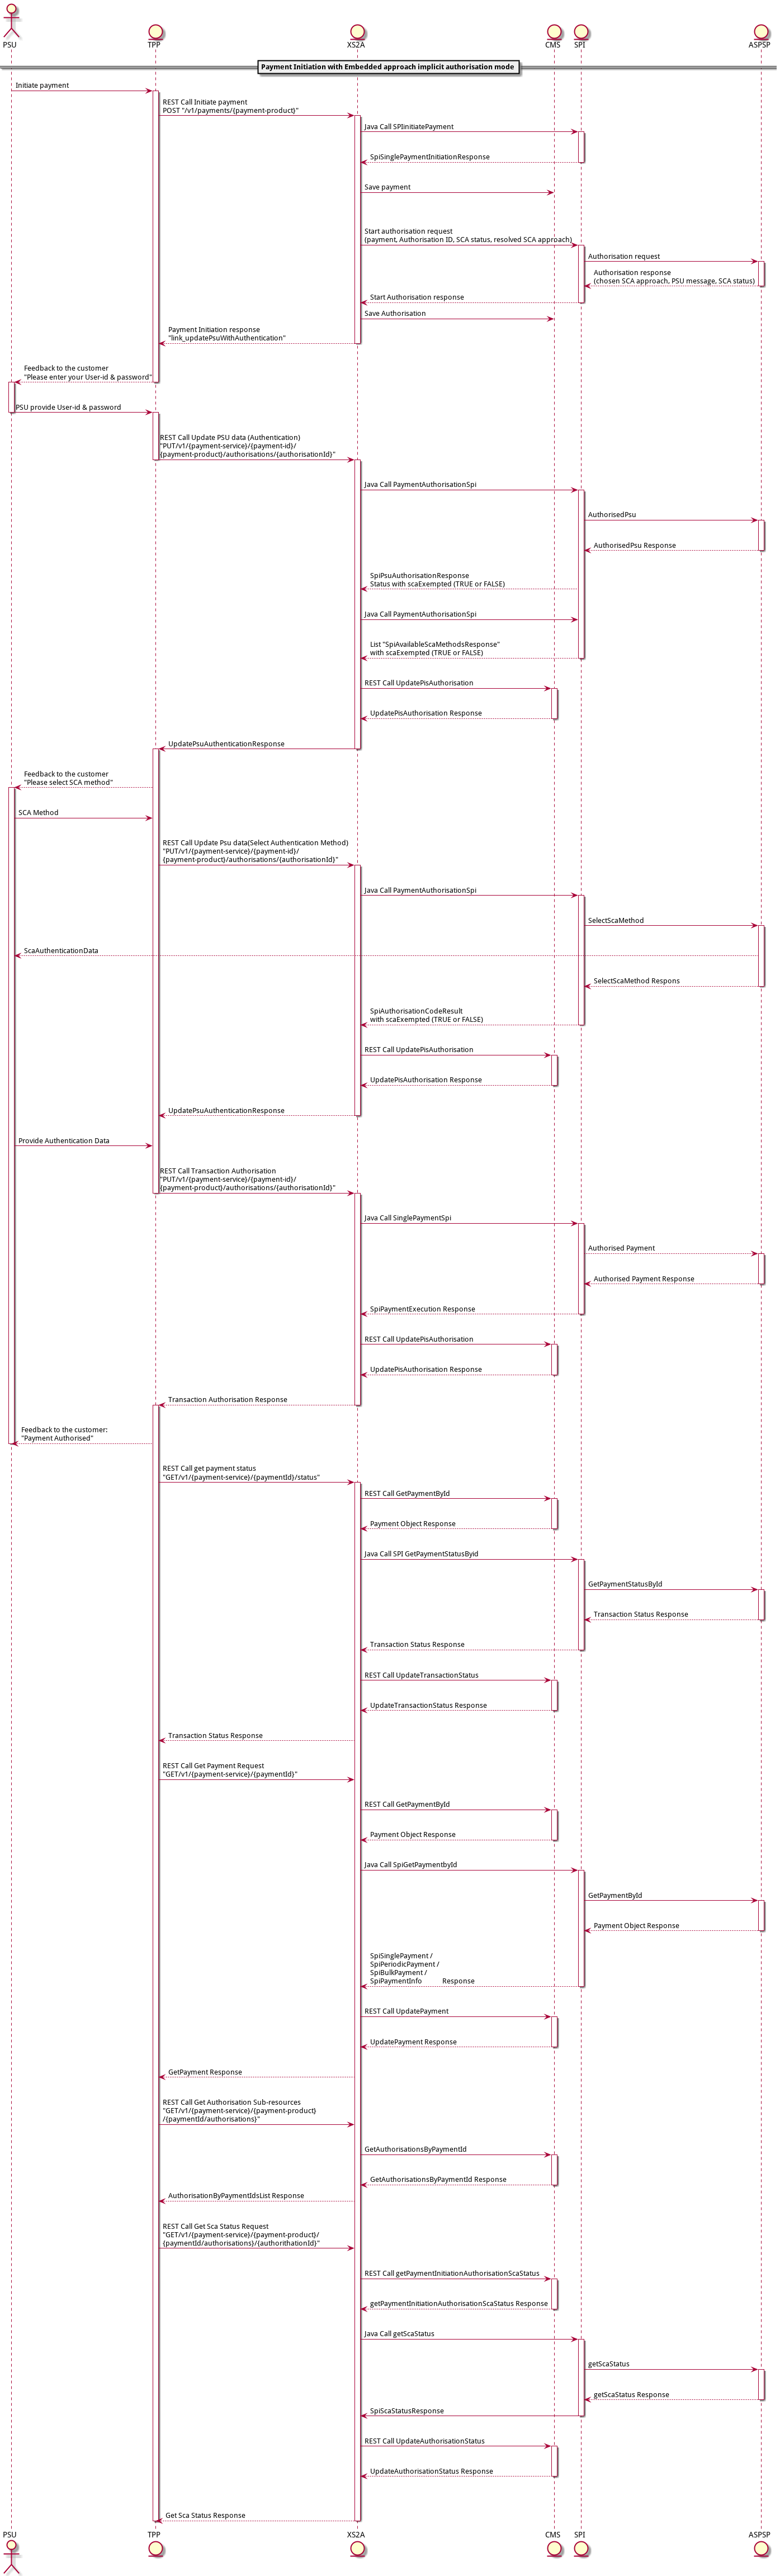 PSU
TPP
XS2A
CMS
SPI
ASPSP
Payment Initiation with Embedded approach implicit authorisation mode
Initiate payment
REST Call Initiate payment
POST "/v1/payments/{payment-product}"
Java Call SPIinitiatePayment
SpiSinglePaymentInitiationResponse
Save payment
Start authorisation request
(payment, Authorisation ID, SCA status, resolved SCA approach)
Authorisation request
Authorisation response
(chosen SCA approach, PSU message, SCA status)
Start Authorisation response
Save Authorisation
Payment Initiation response
"link_updatePsuWithAuthentication"
Feedback to the customer
"Please enter your User-id & password"
PSU provide User-id & password
REST Call Update PSU data (Authentication)
"PUT/v1/{payment-service}/{payment-id}/
{payment-product}/authorisations/{authorisationId}"
Java Call PaymentAuthorisationSpi
AuthorisedPsu
AuthorisedPsu Response
SpiPsuAuthorisationResponse
Status with scaExempted (TRUE or FALSE)
Java Call PaymentAuthorisationSpi
List "SpiAvailableScaMethodsResponse"
with scaExempted (TRUE or FALSE)
REST Call UpdatePisAuthorisation
UpdatePisAuthorisation Response
UpdatePsuAuthenticationResponse
Feedback to the customer
"Please select SCA method"
SCA Method
REST Call Update Psu data(Select Authentication Method)
"PUT/v1/{payment-service}/{payment-id}/
{payment-product}/authorisations/{authorisationId}"
Java Call PaymentAuthorisationSpi
SelectScaMethod
ScaAuthenticationData
SelectScaMethod Respons
SpiAuthorisationCodeResult
with scaExempted (TRUE or FALSE)
REST Call UpdatePisAuthorisation
UpdatePisAuthorisation Response
UpdatePsuAuthenticationResponse
Provide Authentication Data
REST Call Transaction Authorisation
"PUT/v1/{payment-service}/{payment-id}/
{payment-product}/authorisations/{authorisationId}"
Java Call SinglePaymentSpi
Authorised Payment
Authorised Payment Response
SpiPaymentExecution Response
REST Call UpdatePisAuthorisation
UpdatePisAuthorisation Response
Transaction Authorisation Response
Feedback to the customer:
"Payment Authorised"
REST Call get payment status
"GET/v1/{payment-service}/{paymentId}/status"
REST Call GetPaymentById
Payment Object Response
Java Call SPI GetPaymentStatusByid
GetPaymentStatusById
Transaction Status Response
Transaction Status Response
REST Call UpdateTransactionStatus
UpdateTransactionStatus Response
Transaction Status Response
REST Call Get Payment Request
"GET/v1/{payment-service}/{paymentId}"
REST Call GetPaymentById
Payment Object Response
Java Call SpiGetPaymentbyId
GetPaymentById
Payment Object Response
SpiSinglePayment /
SpiPeriodicPayment /
SpiBulkPayment /
SpiPaymentInfo Response
REST Call UpdatePayment
UpdatePayment Response
GetPayment Response
REST Call Get Authorisation Sub-resources
"GET/v1/{payment-service}/{payment-product}
/{paymentId/authorisations}"
GetAuthorisationsByPaymentId
GetAuthorisationsByPaymentId Response
AuthorisationByPaymentIdsList Response
REST Call Get Sca Status Request
"GET/v1/{payment-service}/{payment-product}/
{paymentId/authorisations}/{authorithationId}"
REST Call getPaymentInitiationAuthorisationScaStatus
getPaymentInitiationAuthorisationScaStatus Response
Java Call getScaStatus
getScaStatus
getScaStatus Response
SpiScaStatusResponse
REST Call UpdateAuthorisationStatus
UpdateAuthorisationStatus Response
Get Sca Status Response
PSU
TPP
XS2A
CMS
SPI
ASPSP